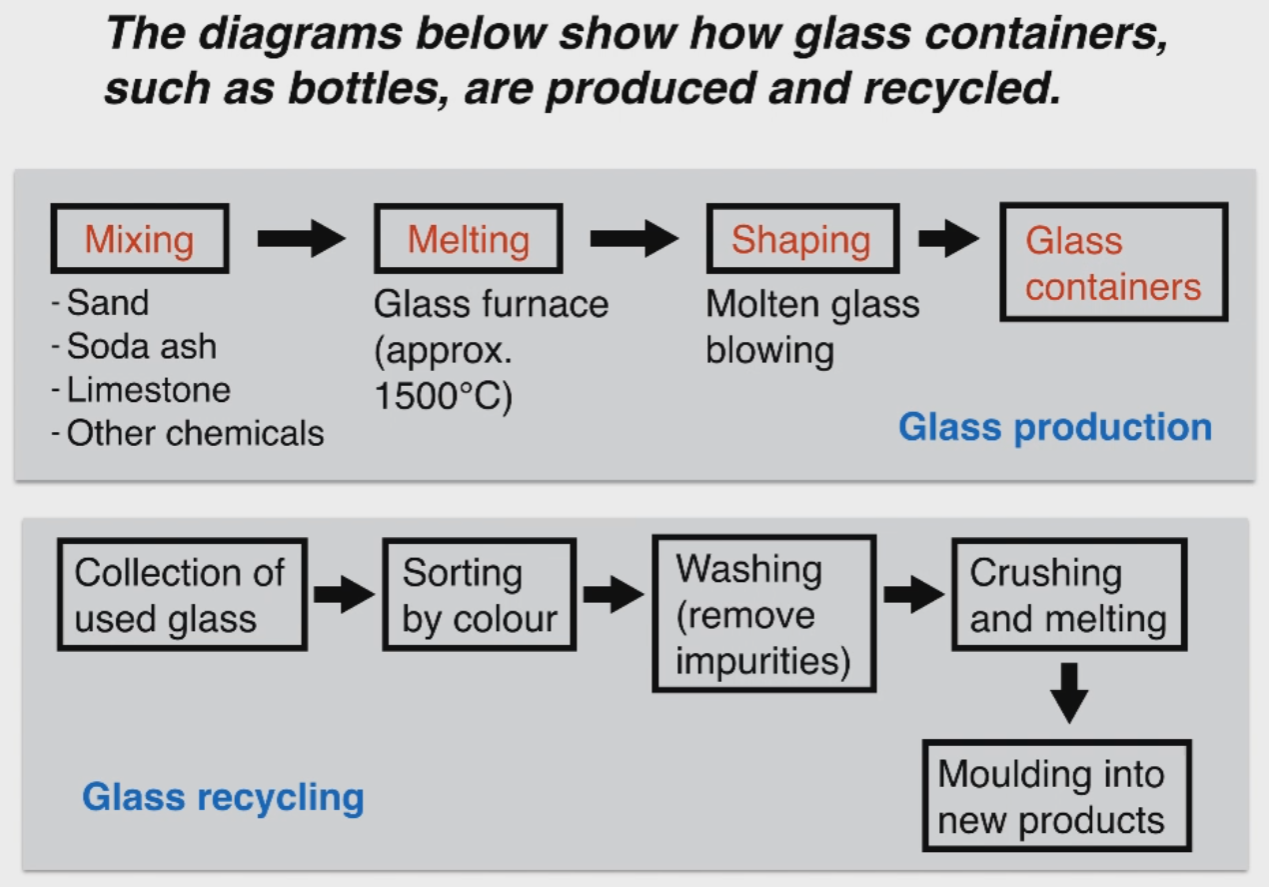 The diagrams below show how glass containers,
such as bottles, are produced and recycled.
Mixing
- Sand
- Soda ash
- Limestone
- Other chemicals
Melting
Glass furnace
(approx.
1500°C)
Shaping
Molten glass
blowing
Glass
containers
Glass production
Collection of
used glass
Sorting
by colour
Washing
(remove
impurities)
Crushing
and melting
Moulding into
new products
Glass recycling